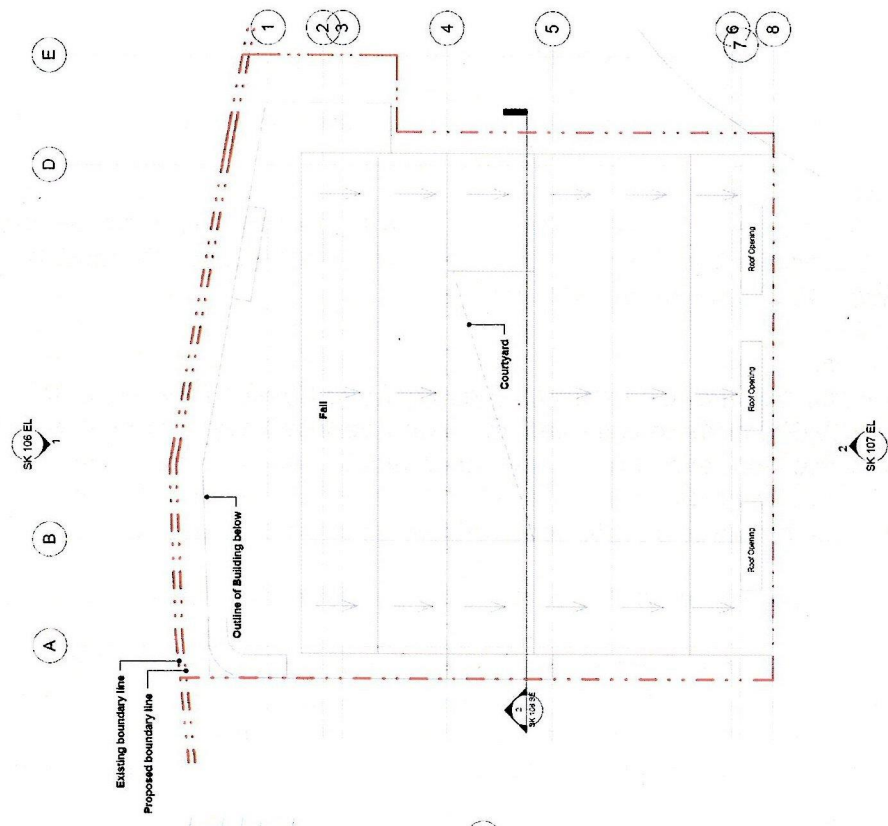 1
2
3
4
5
6
7
8
E
D
B
A
SK 106 EL
1
Existing boundary line
Proposed boundary line
Outline of Building below
Fall
Courtyard
Roof Opening
Roof Opening
Roof Opening
2
SK 107 EL
2
SK 108 SE